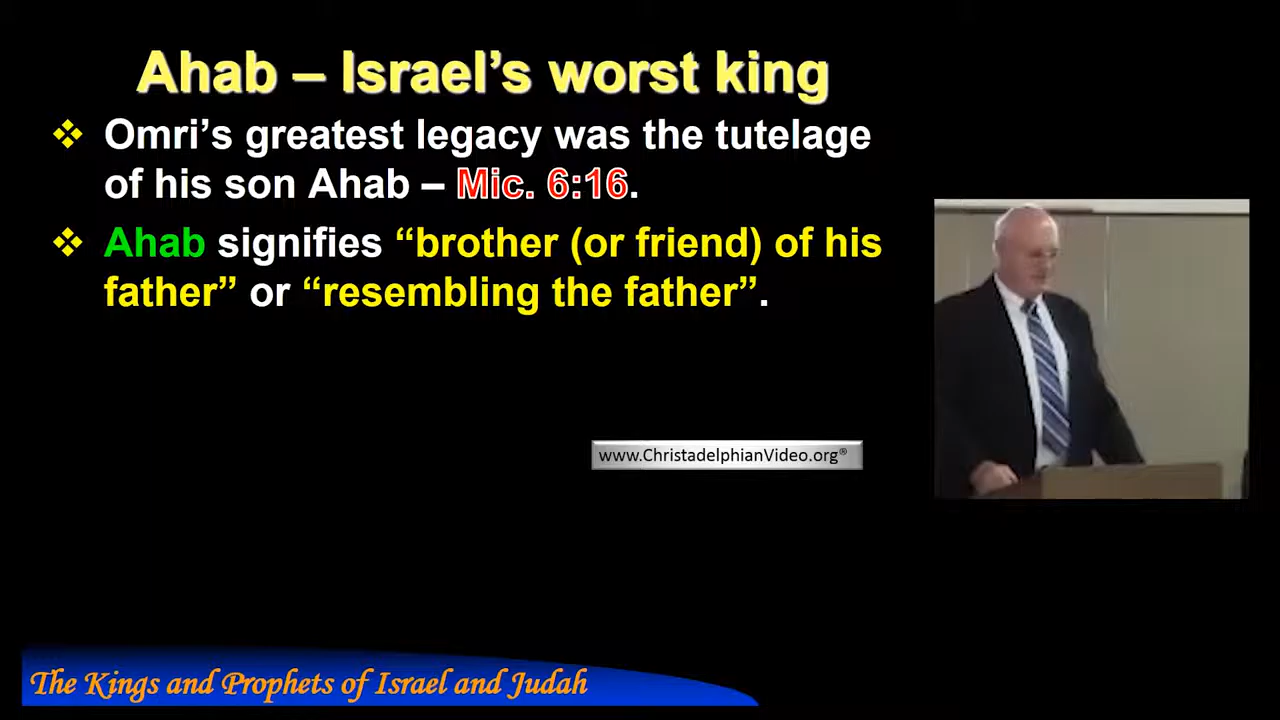 Ahab – Israel’s worst king
❖ Omri’s greatest legacy was the tutelage
of his son Ahab – Mic. 6:16.
❖ Ahab signifies “brother (or friend) of his
father” or “resembling the father”.
www.ChristadelphianVideo.org®
The Kings and Prophets of Israel and Judah